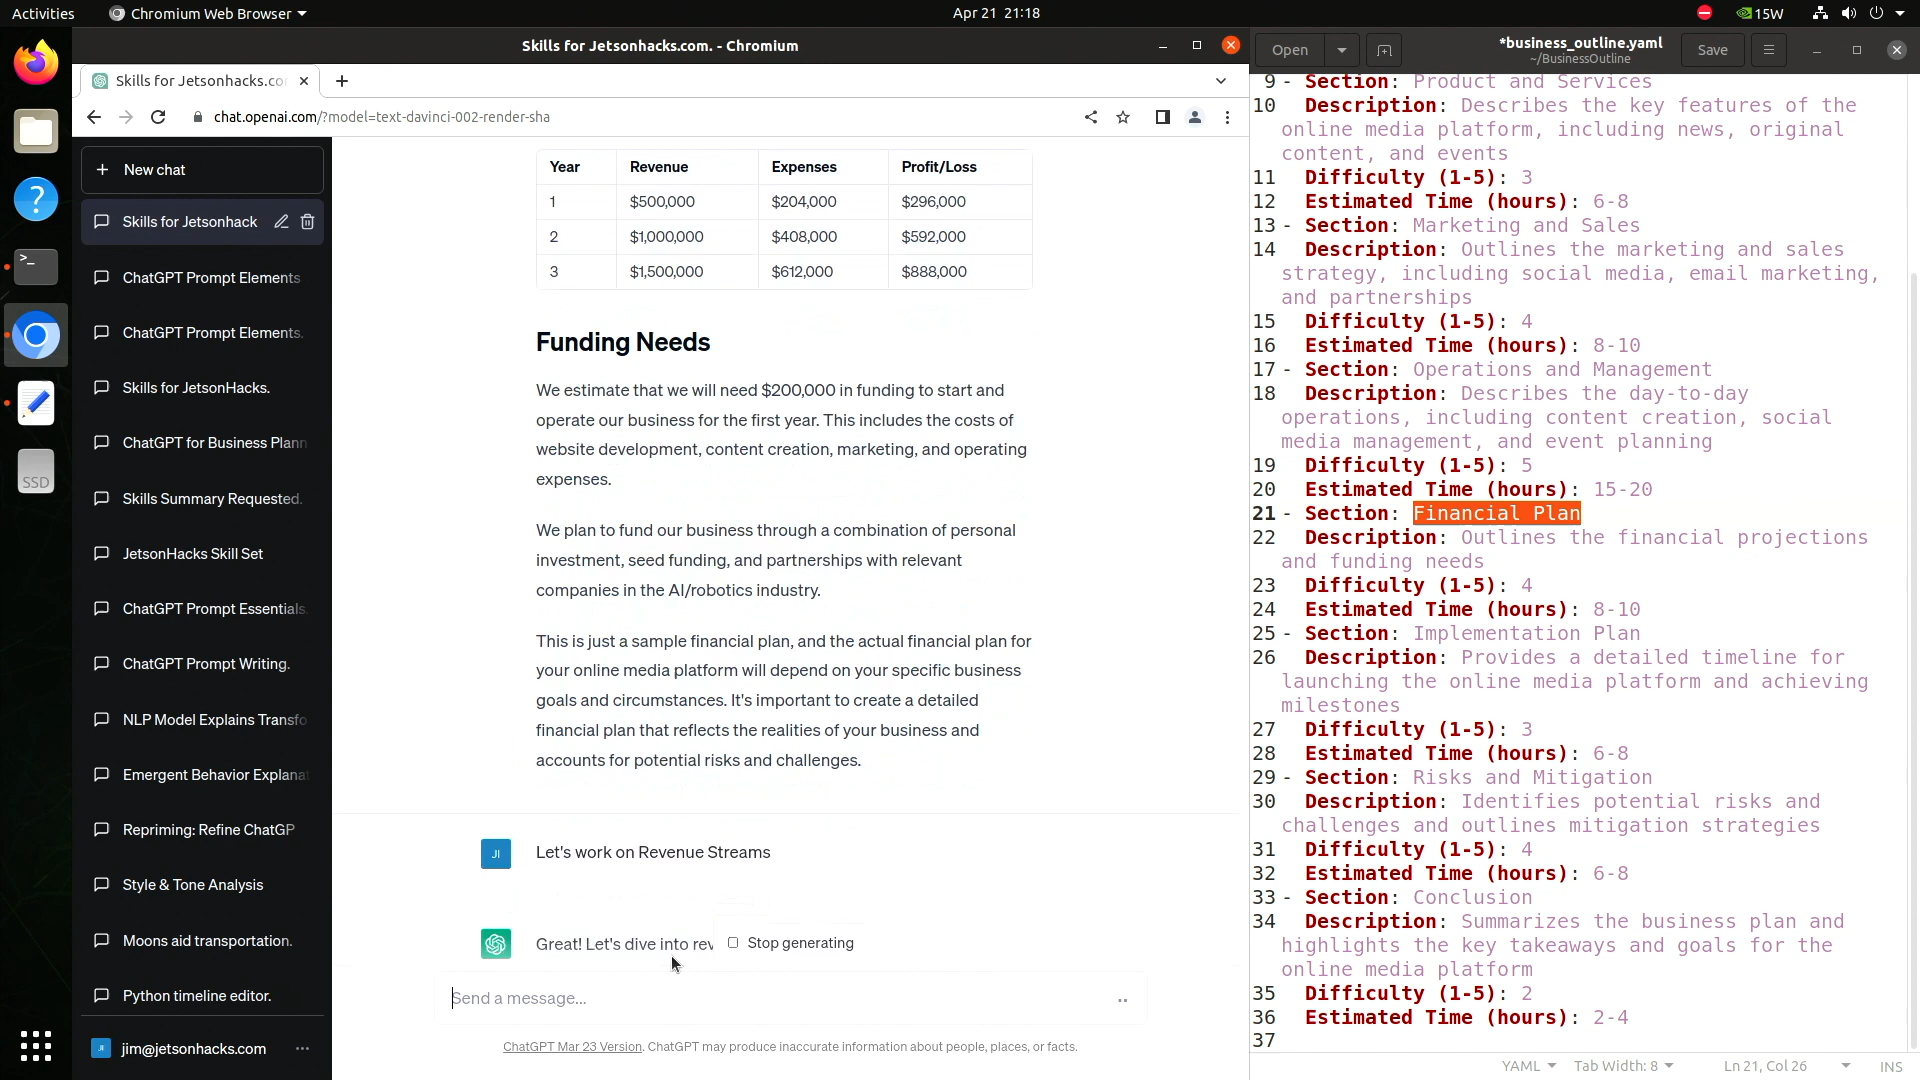 Activities
Chromium Web Browser
Apr 21 21:18
15W
Skills for Jetsonhacks.com. - Chromium
Skills for Jetsonhacks.co
chat.openai.com/?model=text-davinci-002-render-sha
New chat
Skills for Jetsonhack
ChatGPT Prompt Elements
ChatGPT Prompt Elements.
Skills for JetsonHacks.
ChatGPT for Business Plann
Skills Summary Requested.
JetsonHacks Skill Set
ChatGPT Prompt Essentials.
ChatGPT Prompt Writing.
NLP Model Explains Transfo
Emergent Behavior Explanat
Repriming: Refine ChatGP
Style & Tone Analysis
Moons aid transportation.
Python timeline editor.
JI jim@jetsonhacks.com
SSD
Year Revenue Expenses Profit/Loss
1 $500,000 $204,000 $296,000
2 $1,000,000 $408,000 $592,000
3 $1,500,000 $612,000 $888,000
Funding Needs
We estimate that we will need $200,000 in funding to start and
operate our business for the first year. This includes the costs of
website development, content creation, marketing, and operating
expenses.
We plan to fund our business through a combination of personal
investment, seed funding, and partnerships with relevant
companies in the AI/robotics industry.
This is just a sample financial plan, and the actual financial plan for
your online media platform will depend on your specific business
goals and circumstances. It's important to create a detailed
financial plan that reflects the realities of your business and
accounts for potential risks and challenges.
JI Let's work on Revenue Streams
Great! Let's dive into rev
Stop generating
Send a message...
ChatGPT Mar 23 Version. ChatGPT may produce inaccurate information about people, places, or facts.
Open
*business_outline.yaml
~/BusinessOutline
Save
9 - Section: Product and Services
10 Description: Describes the key features of the
online media platform, including news, original
content, and events
11 Difficulty (1-5): 3
12 Estimated Time (hours): 6-8
13 - Section: Marketing and Sales
14 Description: Outlines the marketing and sales
strategy, including social media, email marketing,
and partnerships
15 Difficulty (1-5): 4
16 Estimated Time (hours): 8-10
17 - Section: Operations and Management
18 Description: Describes the day-to-day
operations, including content creation, social
media management, and event planning
19 Difficulty (1-5): 5
20 Estimated Time (hours): 15-20
21 - Section: Financial Plan
22 Description: Outlines the financial projections
and funding needs
23 Difficulty (1-5): 4
24 Estimated Time (hours): 8-10
25 - Section: Implementation Plan
26 Description: Provides a detailed timeline for
launching the online media platform and achieving
milestones
27 Difficulty (1-5): 3
28 Estimated Time (hours): 6-8
29 - Section: Risks and Mitigation
30 Description: Identifies potential risks and
challenges and outlines mitigation strategies
31 Difficulty (1-5): 4
32 Estimated Time (hours): 6-8
33 - Section: Conclusion
34 Description: Summarizes the business plan and
highlights the key takeaways and goals for the
online media platform
35 Difficulty (1-5): 2
36 Estimated Time (hours): 2-4
37
YAML
Tab Width: 8
Ln 21, Col 26
INS